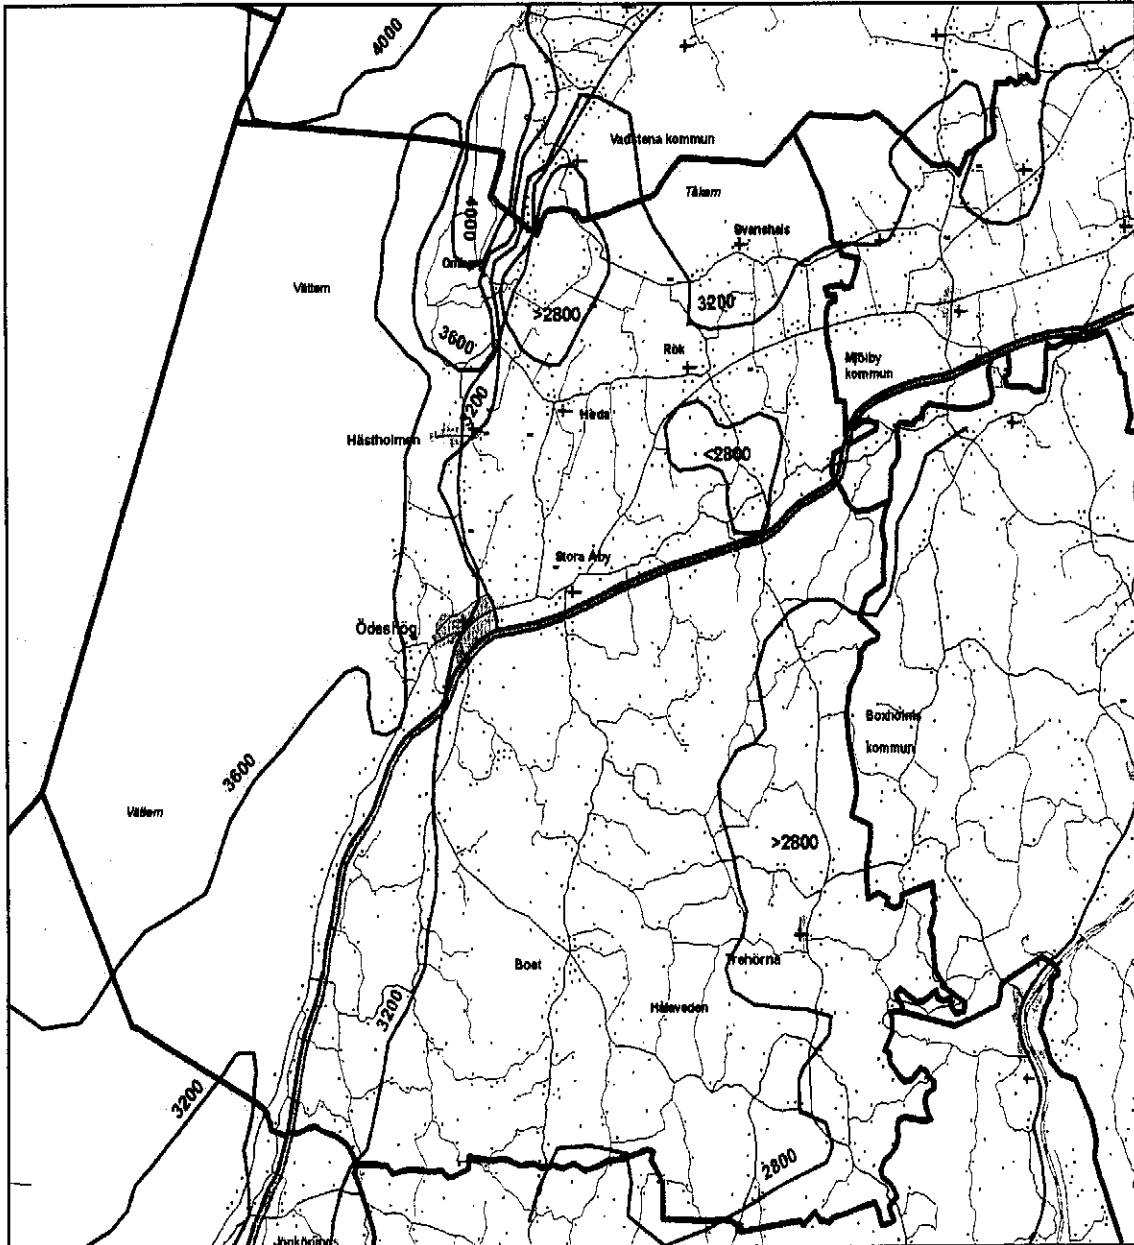 4000
Vadstena kommun
Tåkern
4000
Svanshals
Omberg
Vättern
3200
>2800
3600
Rök
Mjölby
kommun
3200
Heda
Hästholmen
<2800
Stora Åby
Ödeshög
Boxholms
kommun
3600
Vättern
>2800
Boet
Trehörna
3200
Hålaveden
3200
2800
Jönköpings